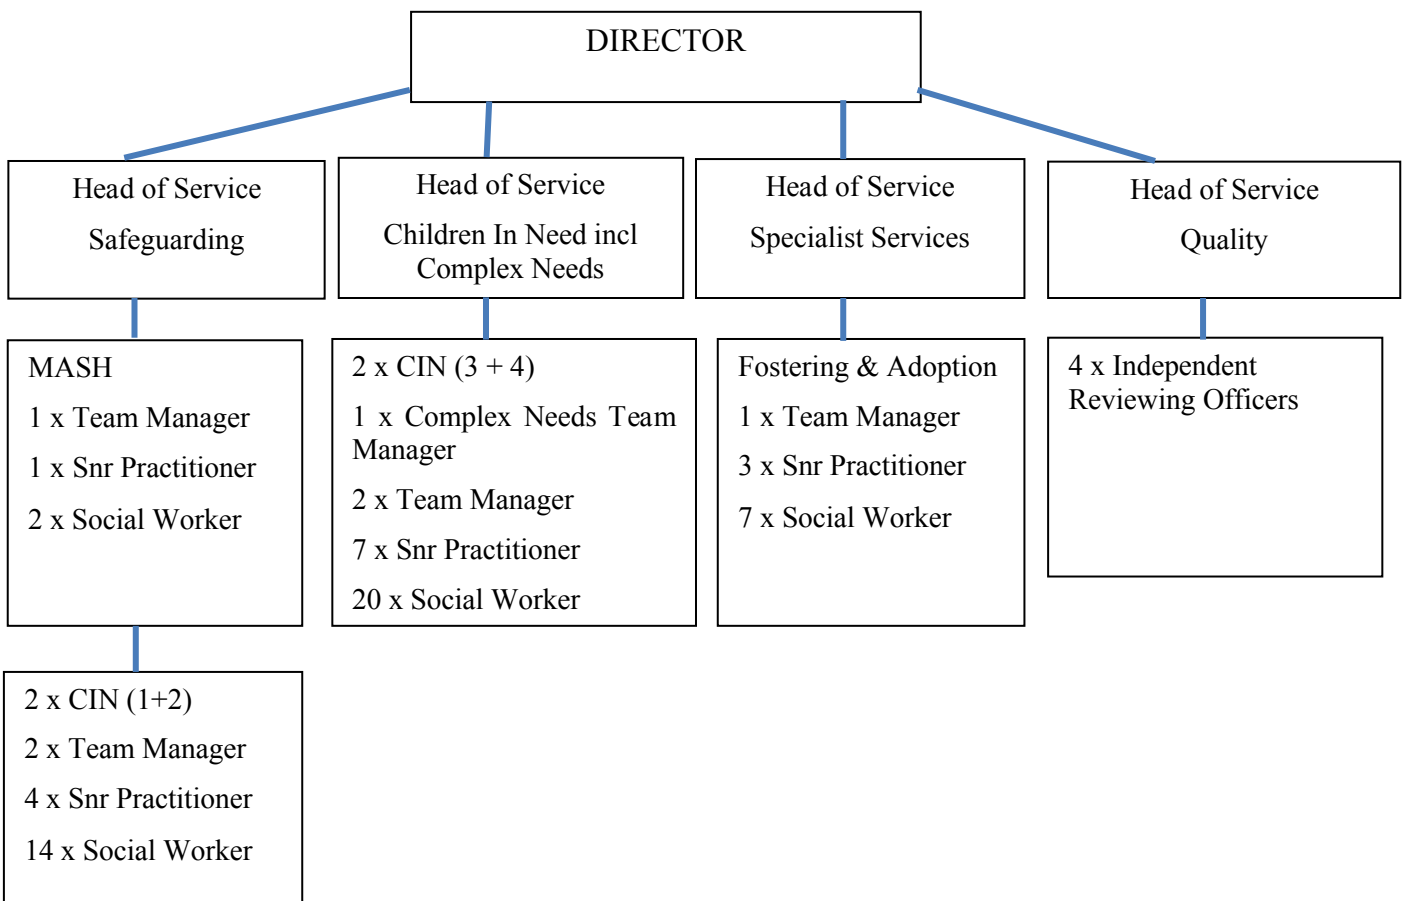 DIRECTOR
Head of Service
Safeguarding
Head of Service
Children In Need incl
Complex Needs
Head of Service
Specialist Services
Head of Service
Quality
MASH
1 x Team Manager
1 x Snr Practitioner
2 x Social Worker
2 x CIN (3 + 4)
1 x Complex Needs Team
Manager
2 x Team Manager
7 x Snr Practitioner
20 x Social Worker
Fostering & Adoption
1 x Team Manager
3 x Snr Practitioner
7 x Social Worker
4 x Independent
Reviewing Officers
2 x CIN (1+2)
2 x Team Manager
4 x Snr Practitioner
14 x Social Worker